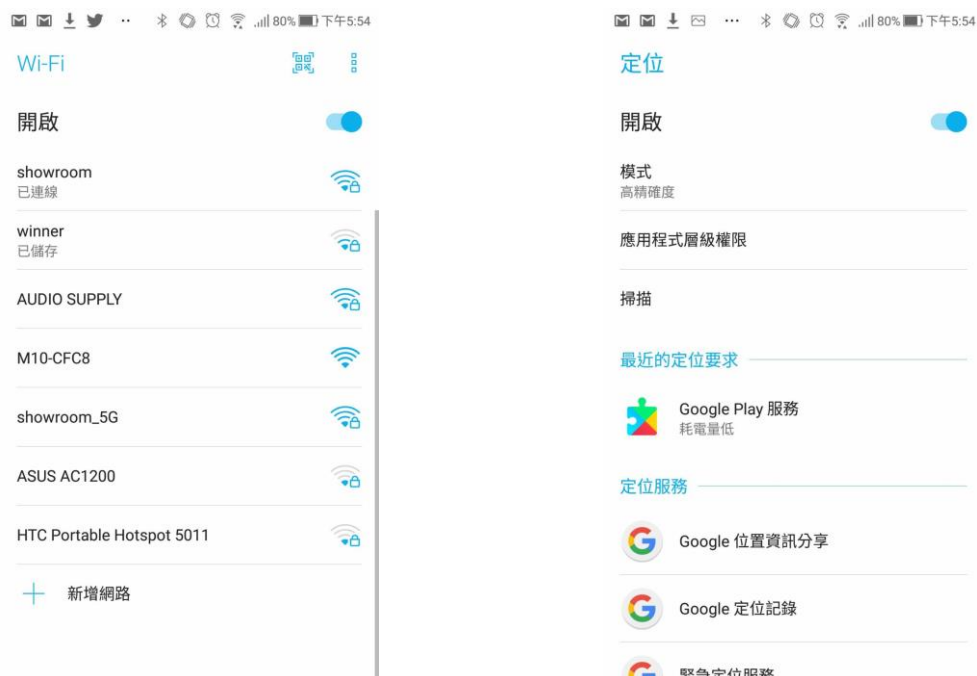 80% 下午5:54
Wi-Fi
開啟
showroom
已連線
winner
已儲存
AUDIO SUPPLY
M10-CFC8
showroom_5G
ASUS AC1200
HTC Portable Hotspot 5011
新增網路
80% 下午5:54
定位
開啟
模式
高精確度
應用程式層級權限
掃描
最近的定位要求
Google Play 服務
耗電量低
定位服務
Google 位置資訊分享
Google 定位記錄
緊急定位服務